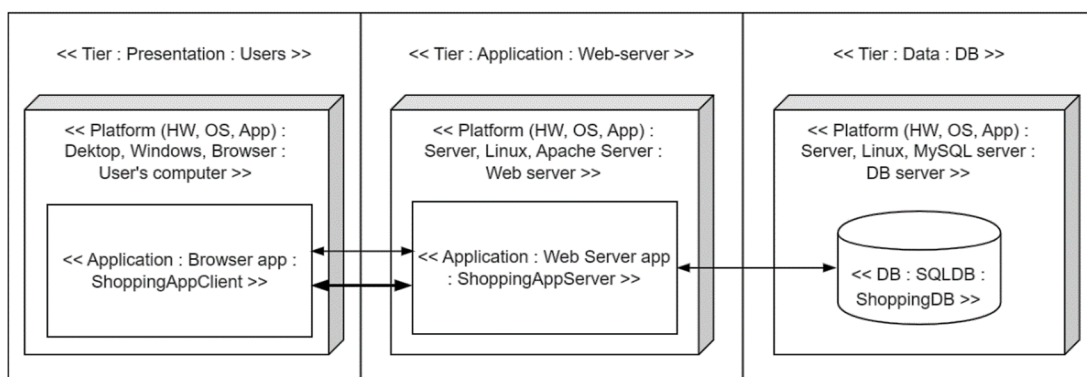 << Tier : Presentation : Users >>
<< Platform (HW, OS, App) :
Dektop, Windows, Browser :
User's computer >>
<< Application : Browser app :
ShoppingAppClient >>
<< Tier : Application : Web-server >>
<< Platform (HW, OS, App) :
Server, Linux, Apache Server :
Web server >>
<< Application : Web Server app
: ShoppingAppServer >>
<< Tier : Data : DB >>
<< Platform (HW, OS, App) :
Server, Linux, MySQL server :
DB server >>
<< DB : SQLDB :
ShoppingDB >>